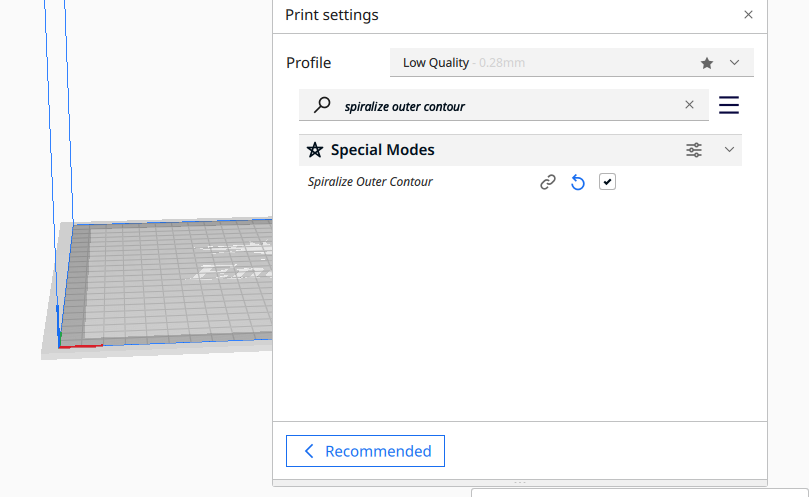 Print settings
Profile
Low Quality - 0.28mm
spiralize outer contour
Special Modes
Spiralize Outer Contour
Recommended